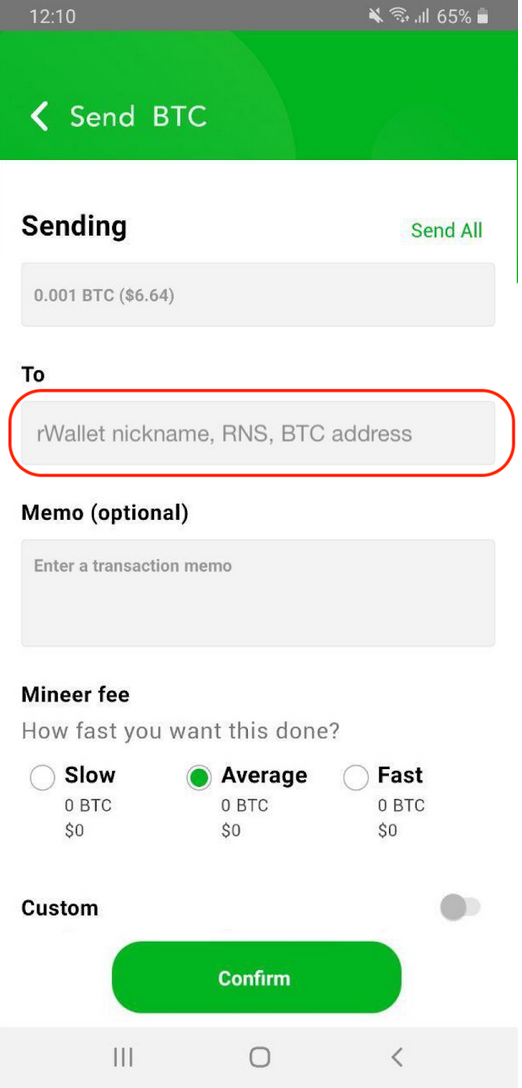 12:10 65%
Send BTC
Sending Send All
0.001 BTC ($6.64)
To
rWallet nickname, RNS, BTC address
Memo (optional)
Enter a transaction memo
Mineer fee
How fast you want this done?
Slow Average Fast
0 BTC 0 BTC 0 BTC
$0 $0 $0
Custom
Confirm